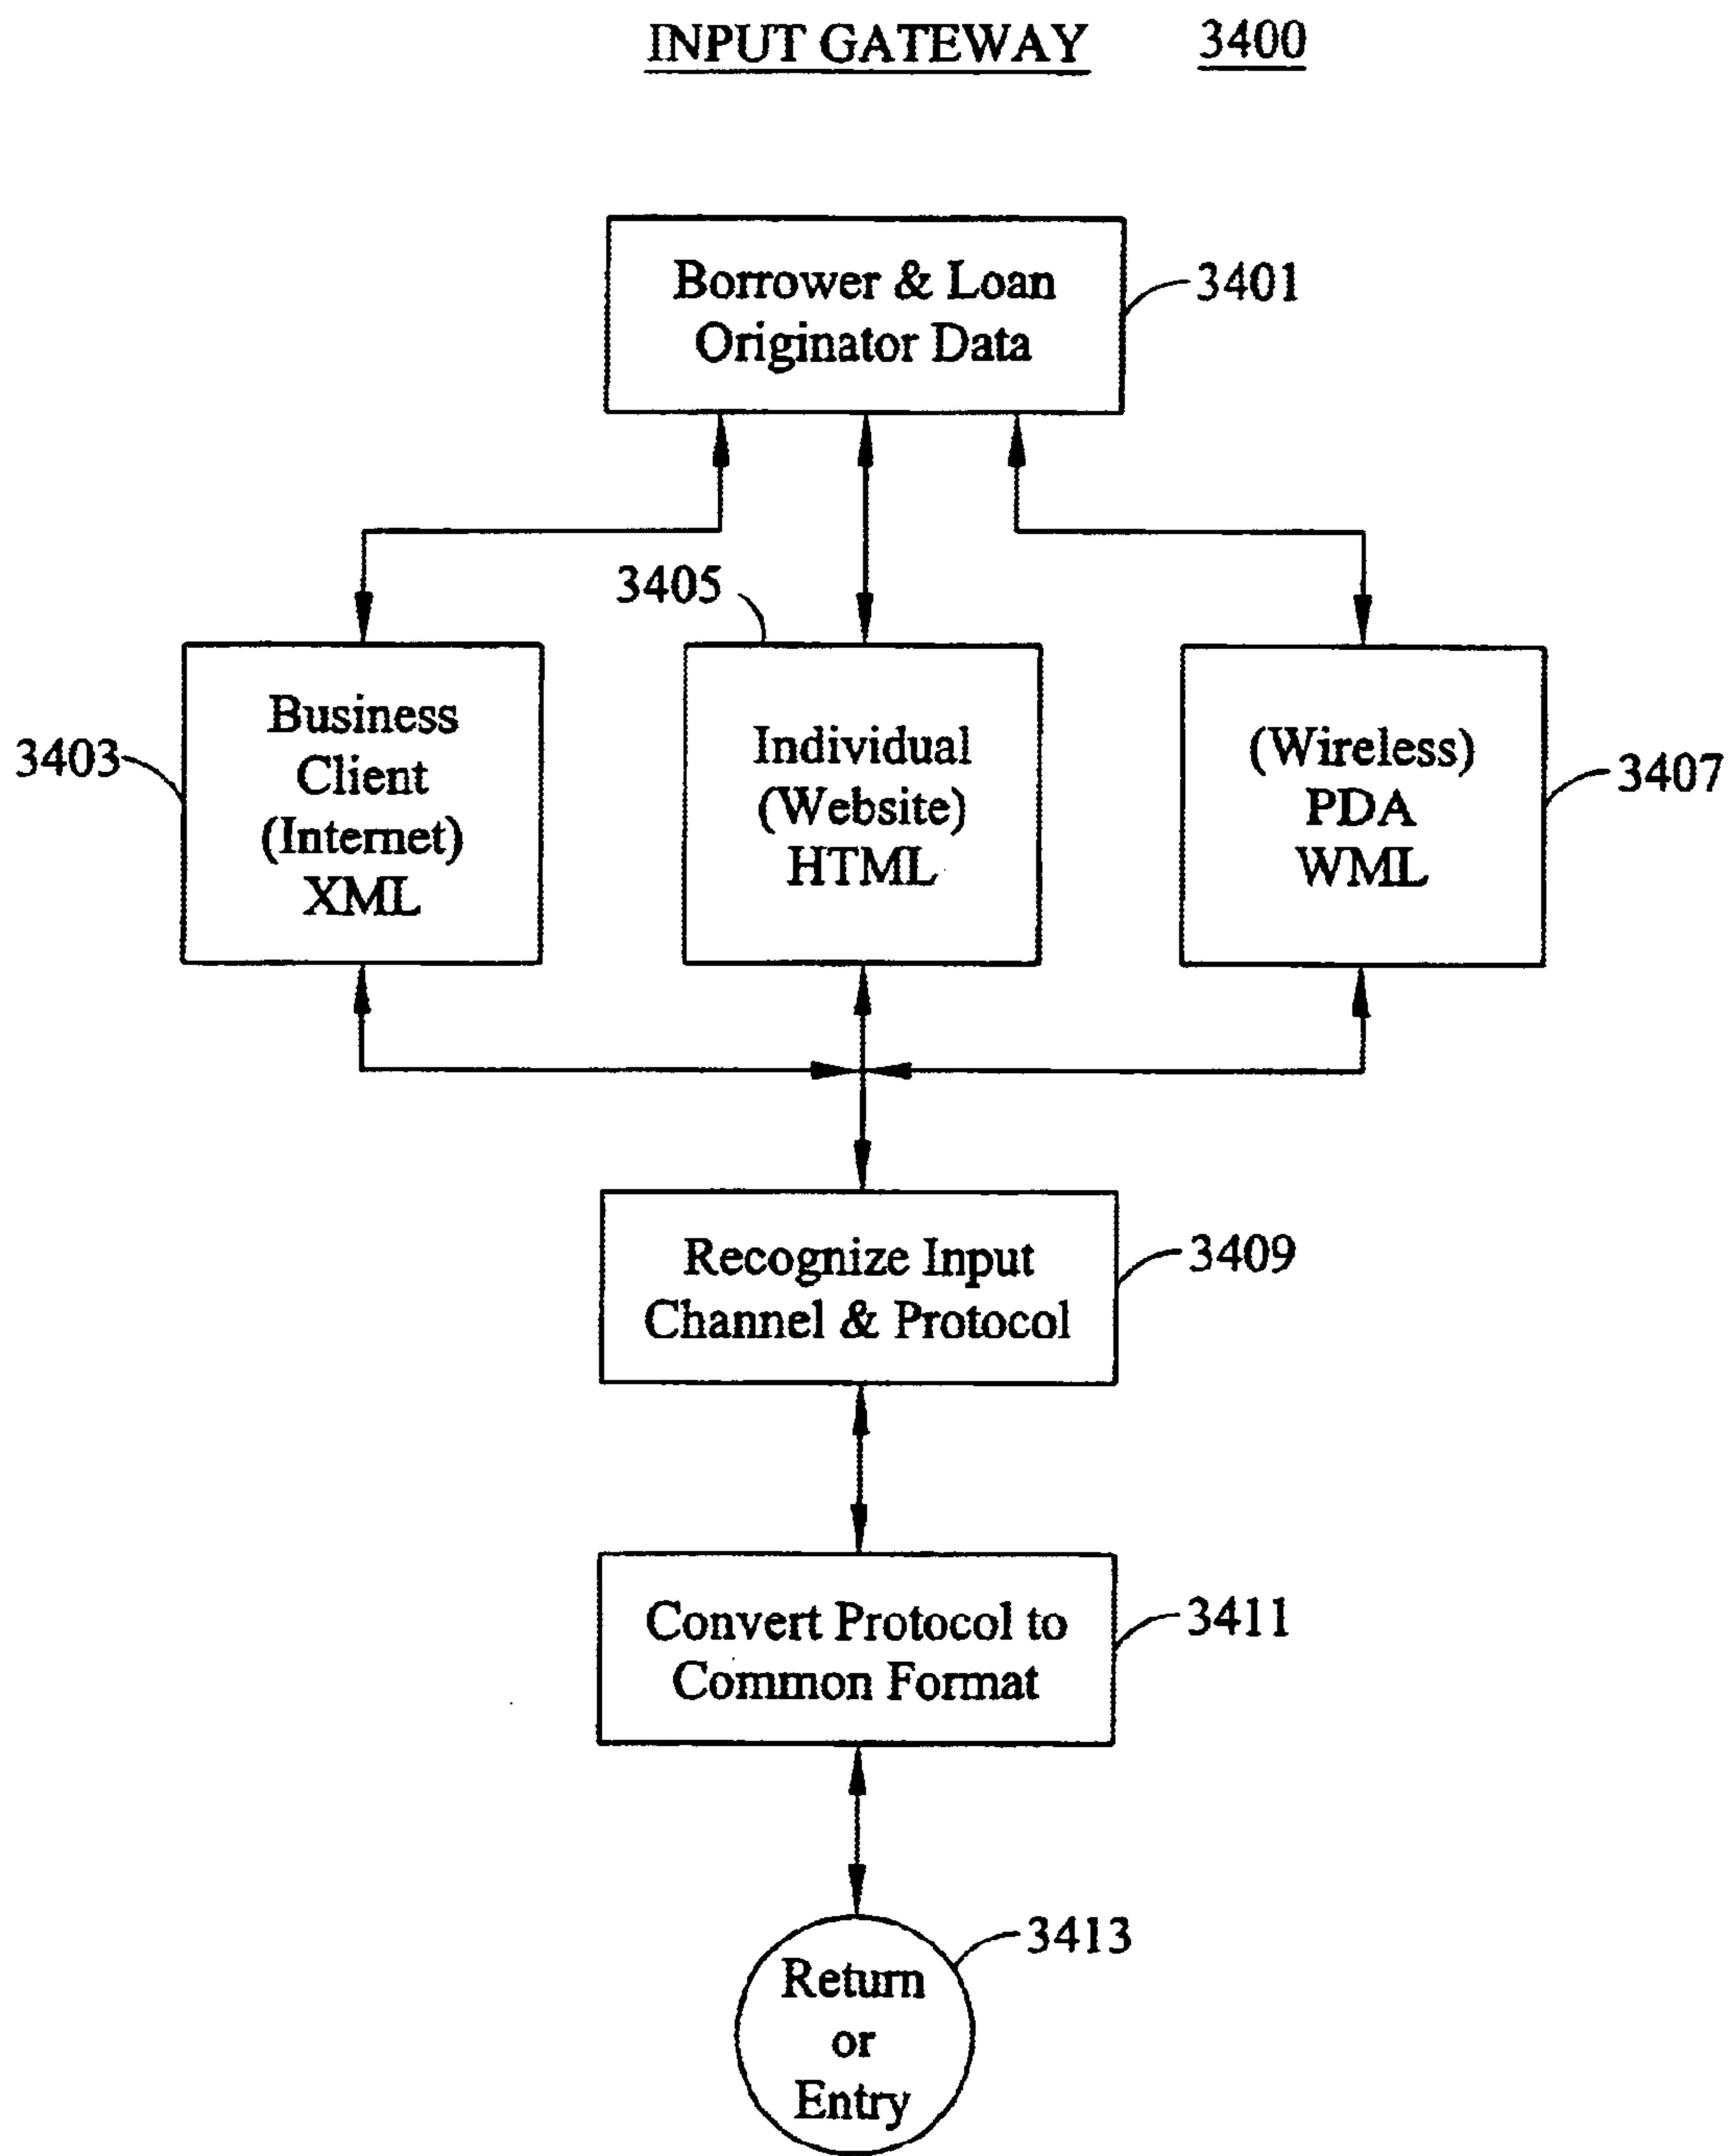 INPUT GATEWAY 3400
Borrower & Loan
Originator Data
3401
3405
Business
Client
(Internet)
XML
3403
Individual
(Website)
HTML
(Wireless)
PDA
WML
3407
Recognize Input
Channel & Protocol
3409
Convert Protocol to
Common Format
3411
Return
or
Entry
3413